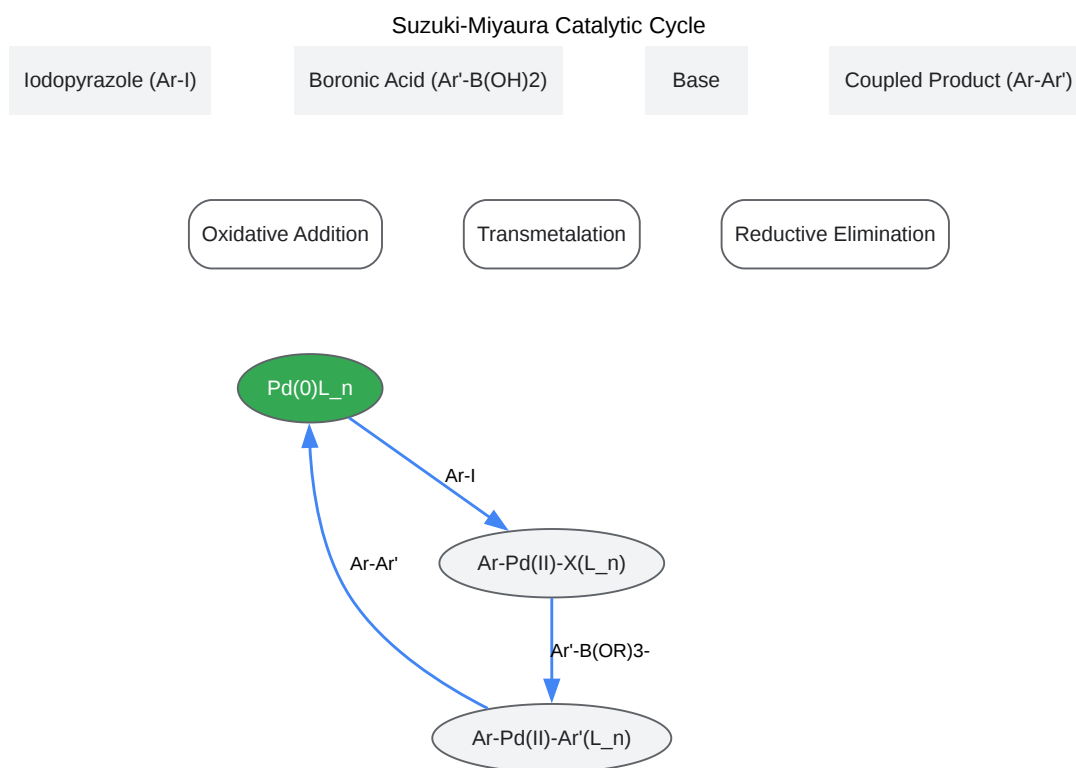 Suzuki-Miyaura Catalytic Cycle
Iodopyrazole (Ar-I)
Boronic Acid (Ar'-B(OH)2)
Base
Coupled Product (Ar-Ar')
Oxidative Addition
Transmetalation
Reductive Elimination
Pd(0)L_n
Ar-I
Ar-Pd(II)-X(L_n)
Ar-Ar'
Ar'-B(OR)3-
Ar-Pd(II)-Ar'(L_n)